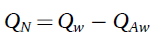 Q_N = Q_w − Q_{Aw}